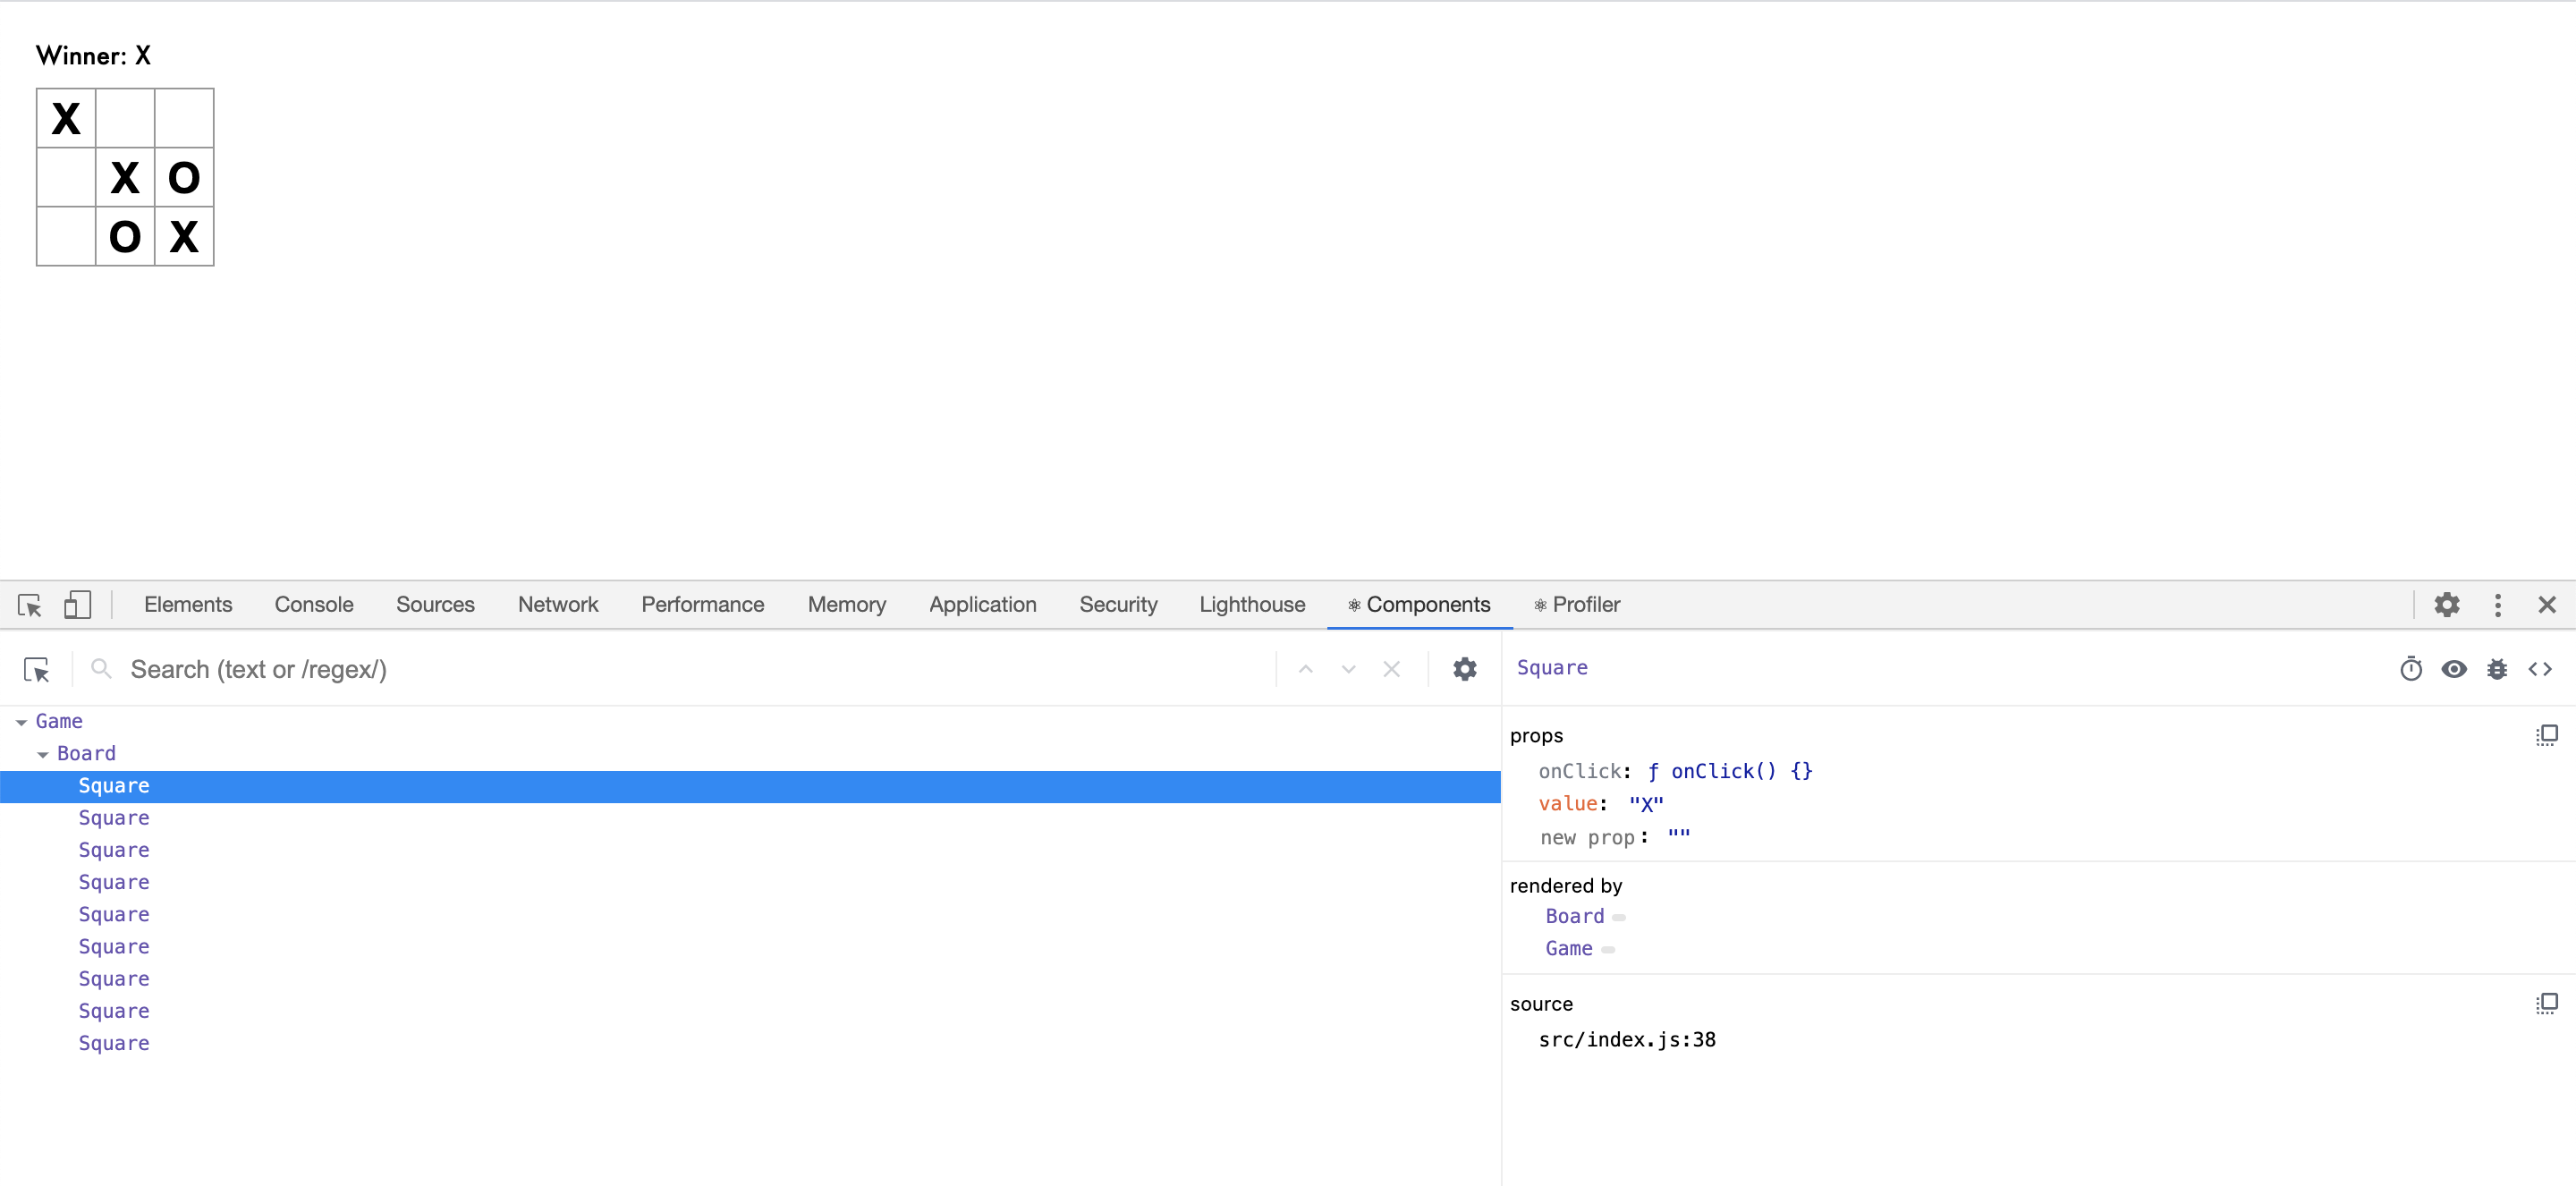 Winner: X
X
X O
O X
Elements Console Sources Network Performance Memory Application Security Lighthouse ⚛ Components ⚛ Profiler
Search (text or /regex/)
Game
Board
Square
Square
Square
Square
Square
Square
Square
Square
Square
Square
props
onClick: ƒ onClick() {}
value: "X"
new prop: ""
rendered by
Board
Game
source
src/index.js:38